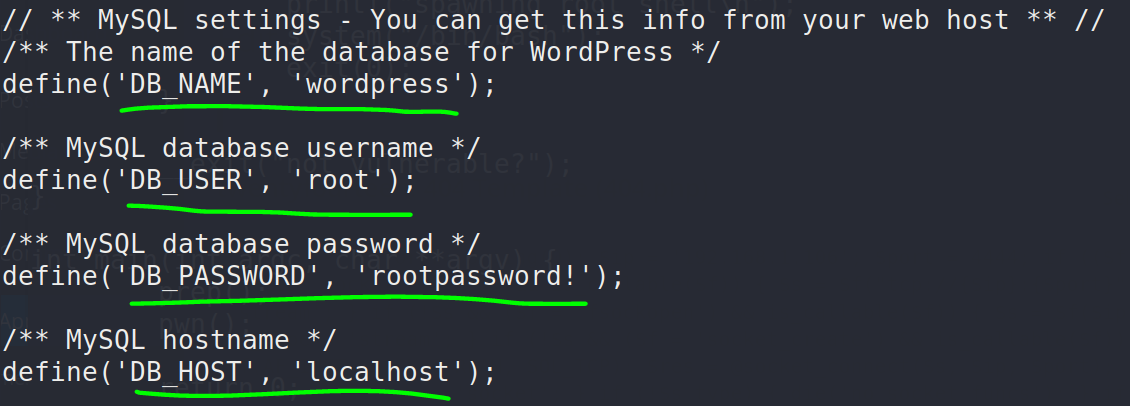 // ** MySQL settings - You can get this info from your web host ** //
/** The name of the database for WordPress */
define('DB_NAME', 'wordpress');
/** MySQL database username */
define('DB_USER', 'root');
/** MySQL database password */
define('DB_PASSWORD', 'rootpassword!');
/** MySQL hostname */
define('DB_HOST', 'localhost');